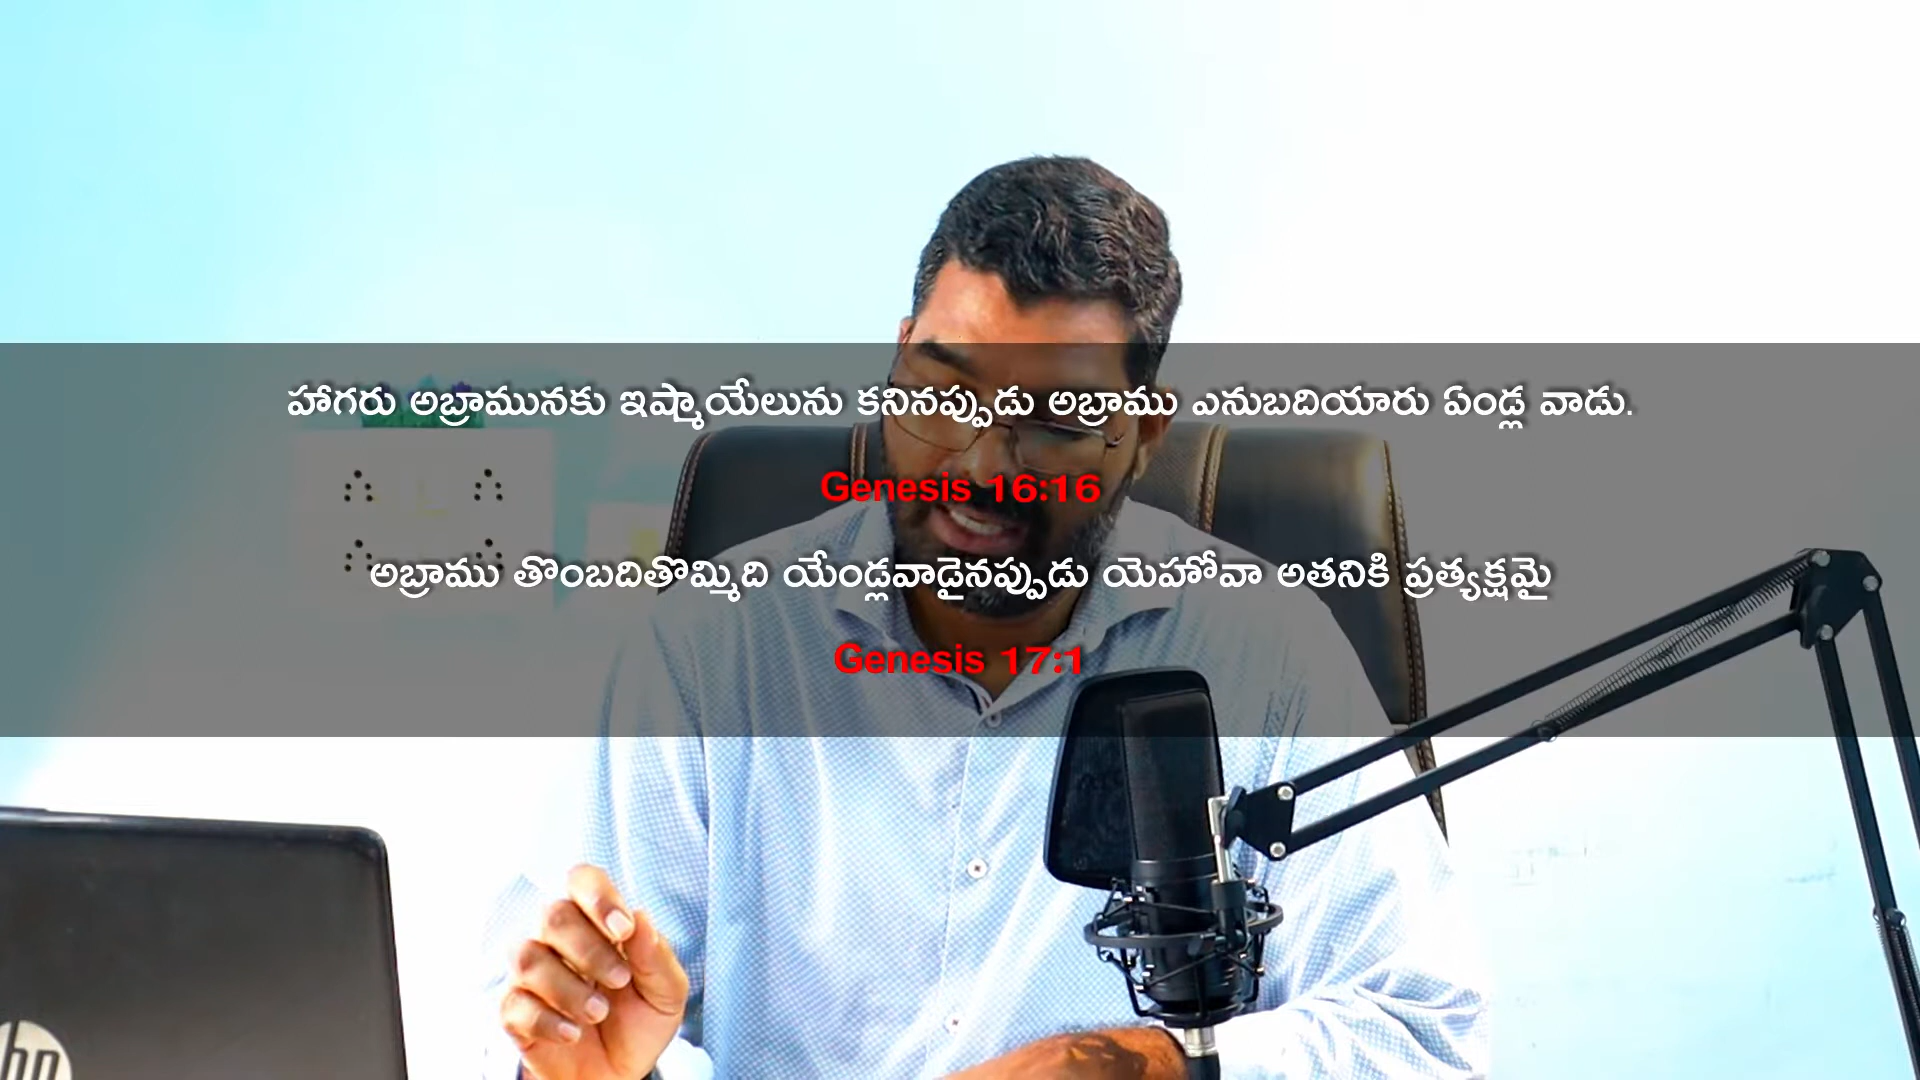 హాగరు అబ్రామునకు ఇష్మాయేలును కనినప్పుడు అబ్రాము ఎనుబదియారు ఏండ్ల వాడు.
Genesis 16:16
అబ్రాము తొంబదితొమ్మిది యేండ్లవాడైనప్పుడు యెహోవా అతనికి ప్రత్యక్షమై
Genesis 17:1
hp